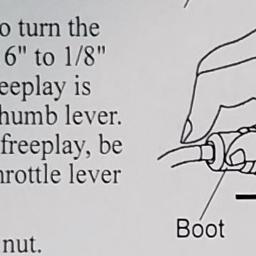 o turn the
6" to 1/8"
eeplay is
humb lever.
freeplay, be
hrottle lever
nut.
Boot